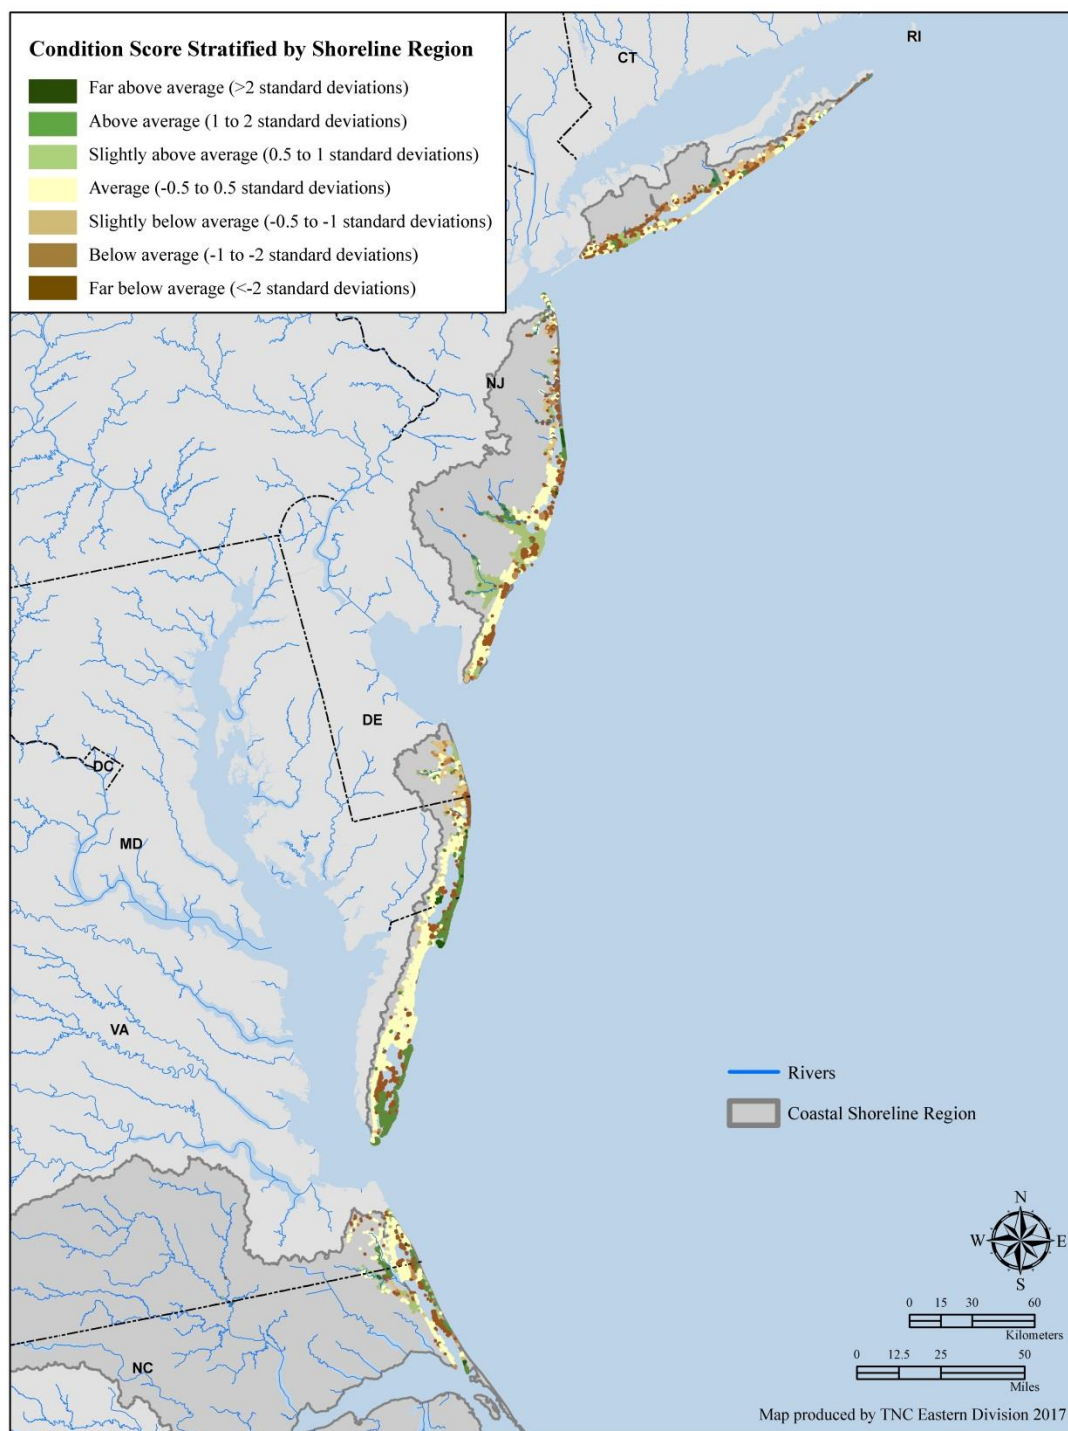 Condition Score Stratified by Shoreline Region
Far above average (>2 standard deviations)
Above average (1 to 2 standard deviations)
Slightly above average (0.5 to 1 standard deviations)
Average (-0.5 to 0.5 standard deviations)
Slightly below average (-0.5 to -1 standard deviations)
Below average (-1 to -2 standard deviations)
Far below average (<-2 standard deviations)
RI
CT
NJ
DE
DC
MD
VA
NC
Rivers
Coastal Shoreline Region
N
W
E
S
0 15 30 60
Kilometers
0 12.5 25 50
Miles
Map produced by TNC Eastern Division 2017